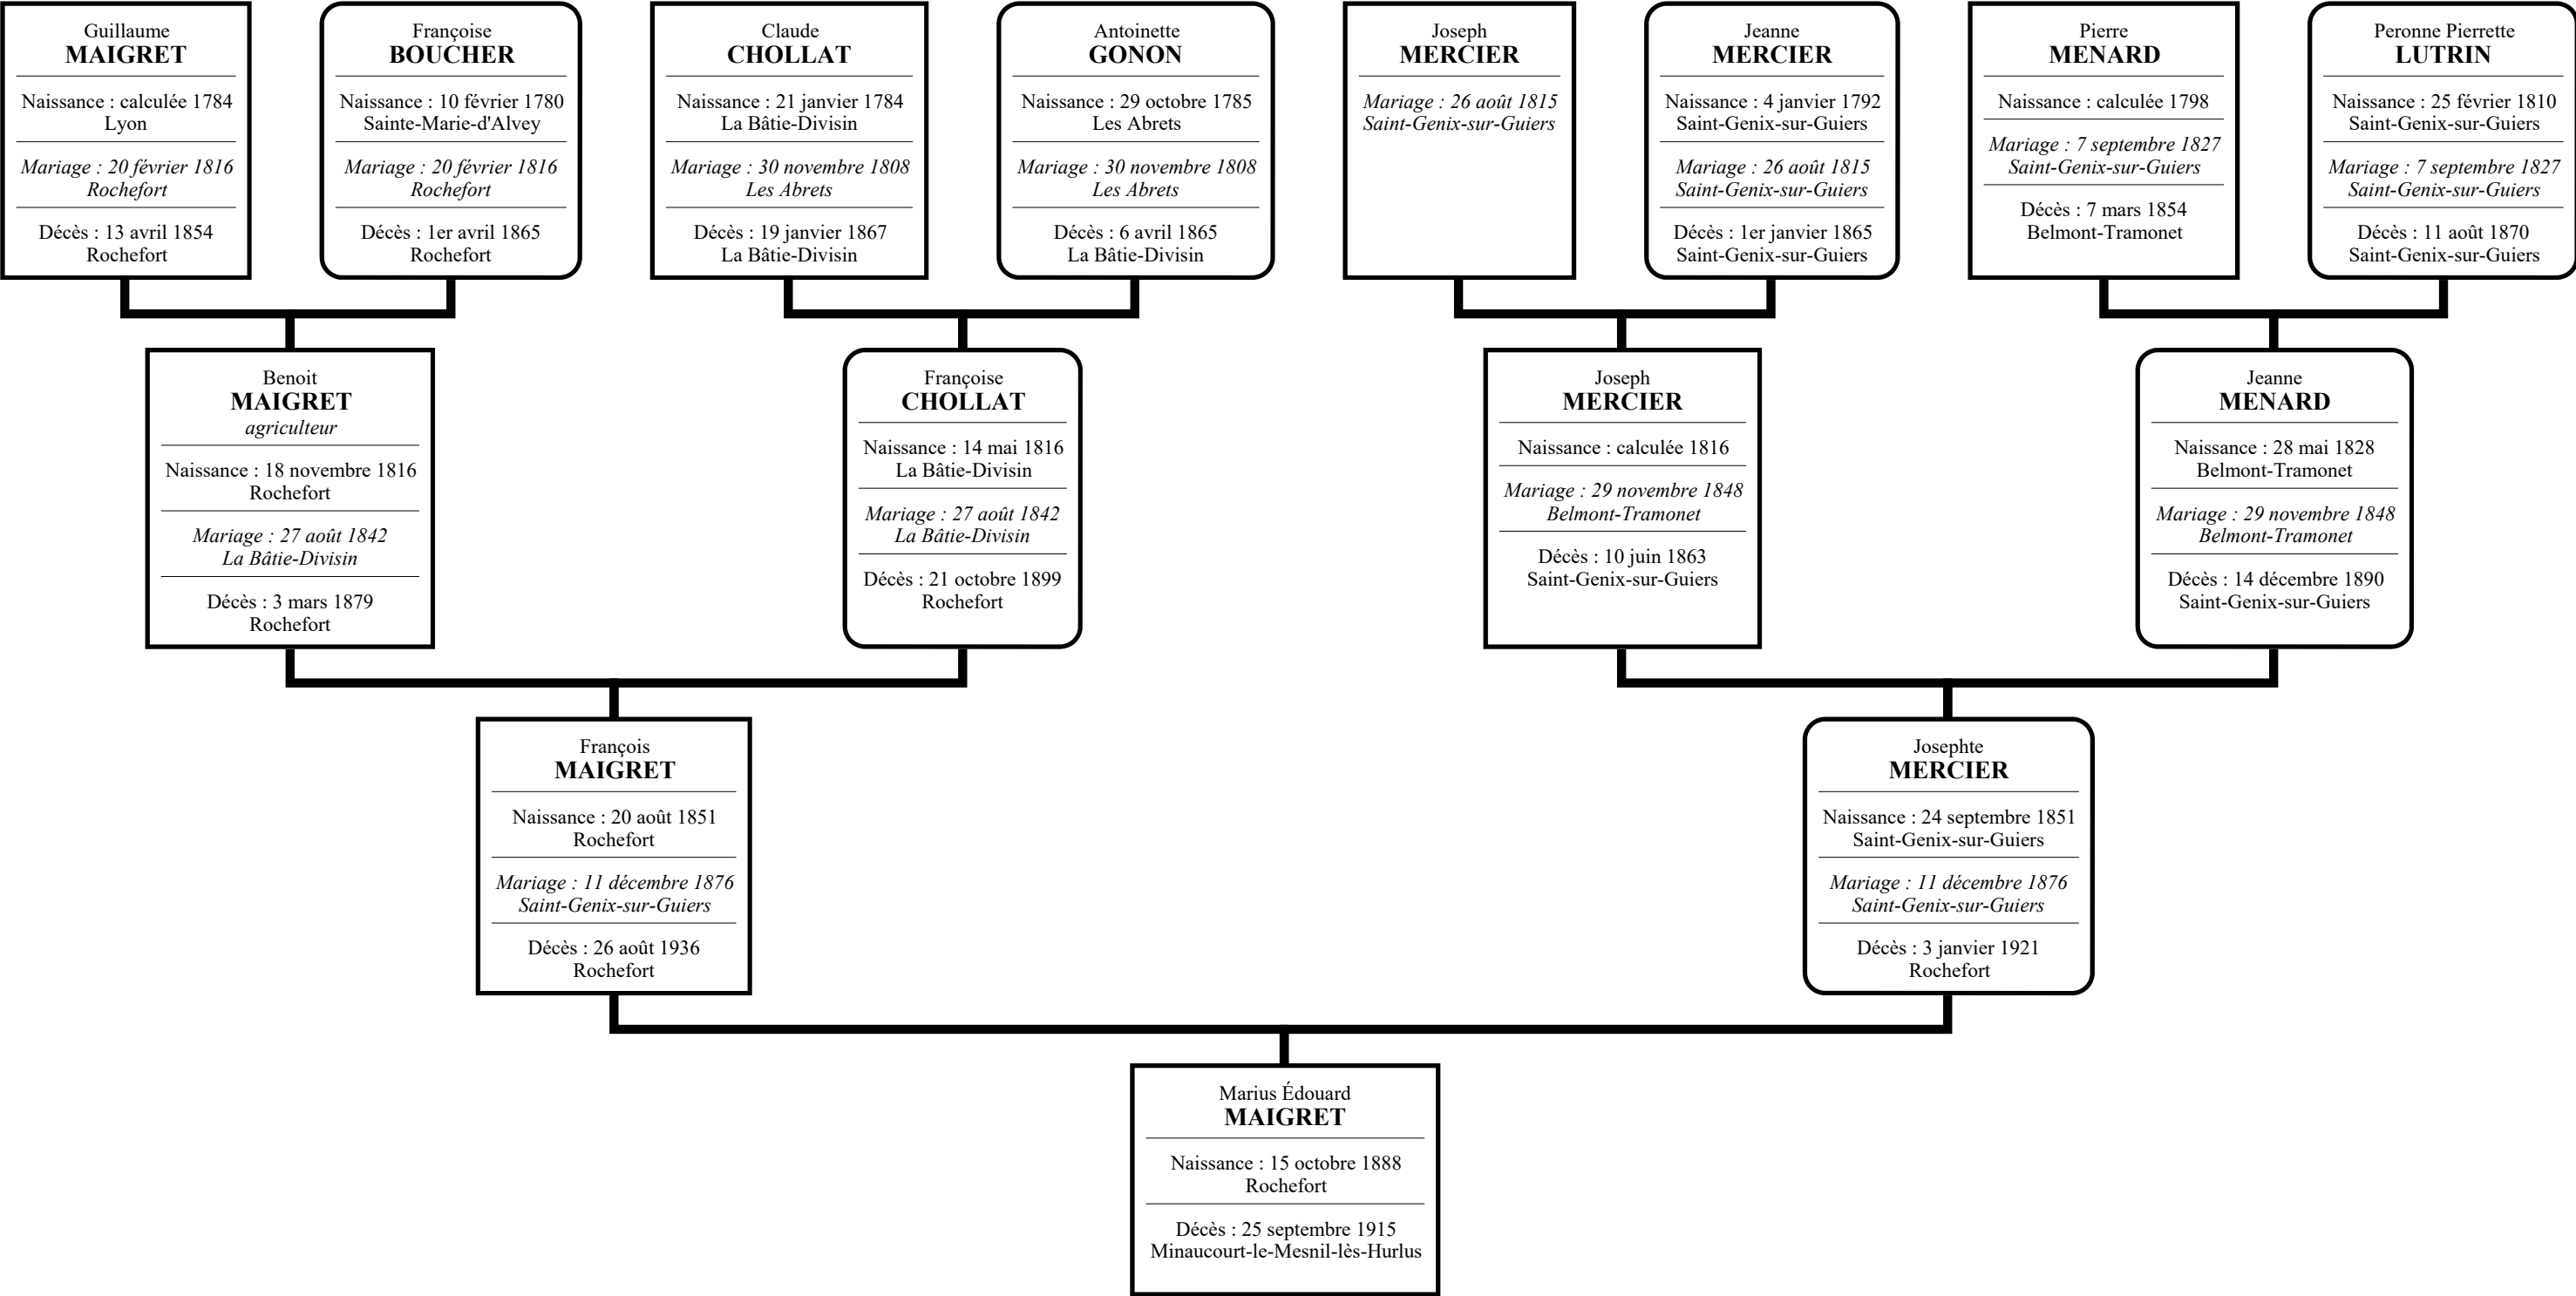 Guillaume
MAIGRET
Naissance : calculée 1784
Lyon
Mariage : 20 février 1816
Rochefort
Décès : 13 avril 1854
Rochefort
Françoise
BOUCHER
Naissance : 10 février 1780
Sainte-Marie-d'Alvey
Mariage : 20 février 1816
Rochefort
Décès : 1er avril 1865
Rochefort
Claude
CHOLLAT
Naissance : 21 janvier 1784
La Bâtie-Divisin
Mariage : 30 novembre 1808
Les Abrets
Décès : 19 janvier 1867
La Bâtie-Divisin
Antoinette
GONON
Naissance : 29 octobre 1785
Les Abrets
Mariage : 30 novembre 1808
Les Abrets
Décès : 6 avril 1865
La Bâtie-Divisin
Joseph
MERCIER
Mariage : 26 août 1815
Saint-Genix-sur-Guiers
Jeanne
MERCIER
Naissance : 4 janvier 1792
Saint-Genix-sur-Guiers
Mariage : 26 août 1815
Saint-Genix-sur-Guiers
Décès : 1er janvier 1865
Saint-Genix-sur-Guiers
Pierre
MENARD
Naissance : calculée 1798
Mariage : 7 septembre 1827
Saint-Genix-sur-Guiers
Décès : 7 mars 1854
Belmont-Tramonet
Peronne Pierrette
LUTRIN
Naissance : 25 février 1810
Saint-Genix-sur-Guiers
Mariage : 7 septembre 1827
Saint-Genix-sur-Guiers
Décès : 11 août 1870
Saint-Genix-sur-Guiers
Benoit
MAIGRET
agriculteur
Naissance : 18 novembre 1816
Rochefort
Mariage : 27 août 1842
La Bâtie-Divisin
Décès : 3 mars 1879
Rochefort
Françoise
CHOLLAT
Naissance : 14 mai 1816
La Bâtie-Divisin
Mariage : 27 août 1842
La Bâtie-Divisin
Décès : 21 octobre 1899
Rochefort
Joseph
MERCIER
Naissance : calculée 1816
Mariage : 29 novembre 1848
Belmont-Tramonet
Décès : 10 juin 1863
Saint-Genix-sur-Guiers
Jeanne
MENARD
Naissance : 28 mai 1828
Belmont-Tramonet
Mariage : 29 novembre 1848
Belmont-Tramonet
Décès : 14 décembre 1890
Saint-Genix-sur-Guiers
François
MAIGRET
Naissance : 20 août 1851
Rochefort
Mariage : 11 décembre 1876
Saint-Genix-sur-Guiers
Décès : 26 août 1936
Rochefort
Josephte
MERCIER
Naissance : 24 septembre 1851
Saint-Genix-sur-Guiers
Mariage : 11 décembre 1876
Saint-Genix-sur-Guiers
Décès : 3 janvier 1921
Rochefort
Marius Édouard
MAIGRET
Naissance : 15 octobre 1888
Rochefort
Décès : 25 septembre 1915
Minaucourt-le-Mesnil-lès-Hurlus